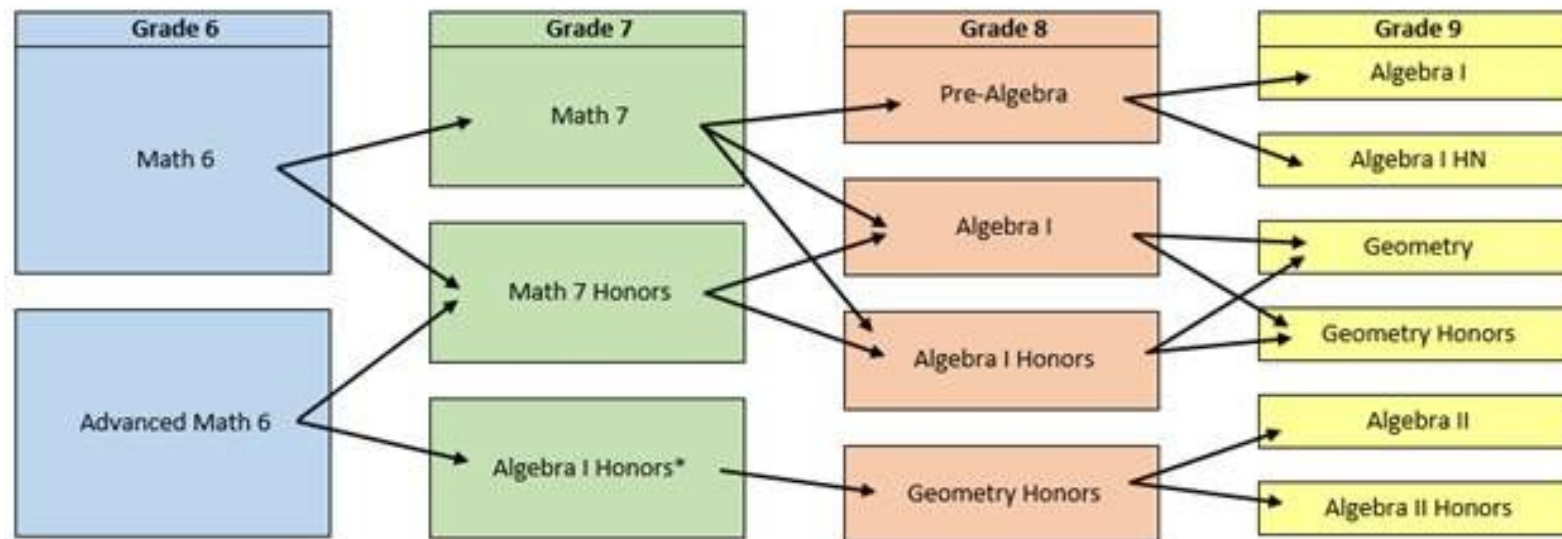 Grade 6
Math 6
Advanced Math 6
Grade 7
Math 7
Math 7 Honors
Algebra I Honors*
Grade 8
Pre-Algebra
Algebra I
Algebra I Honors
Geometry Honors
Grade 9
Algebra I
Algebra I HN
Geometry
Geometry Honors
Algebra II
Algebra II Honors